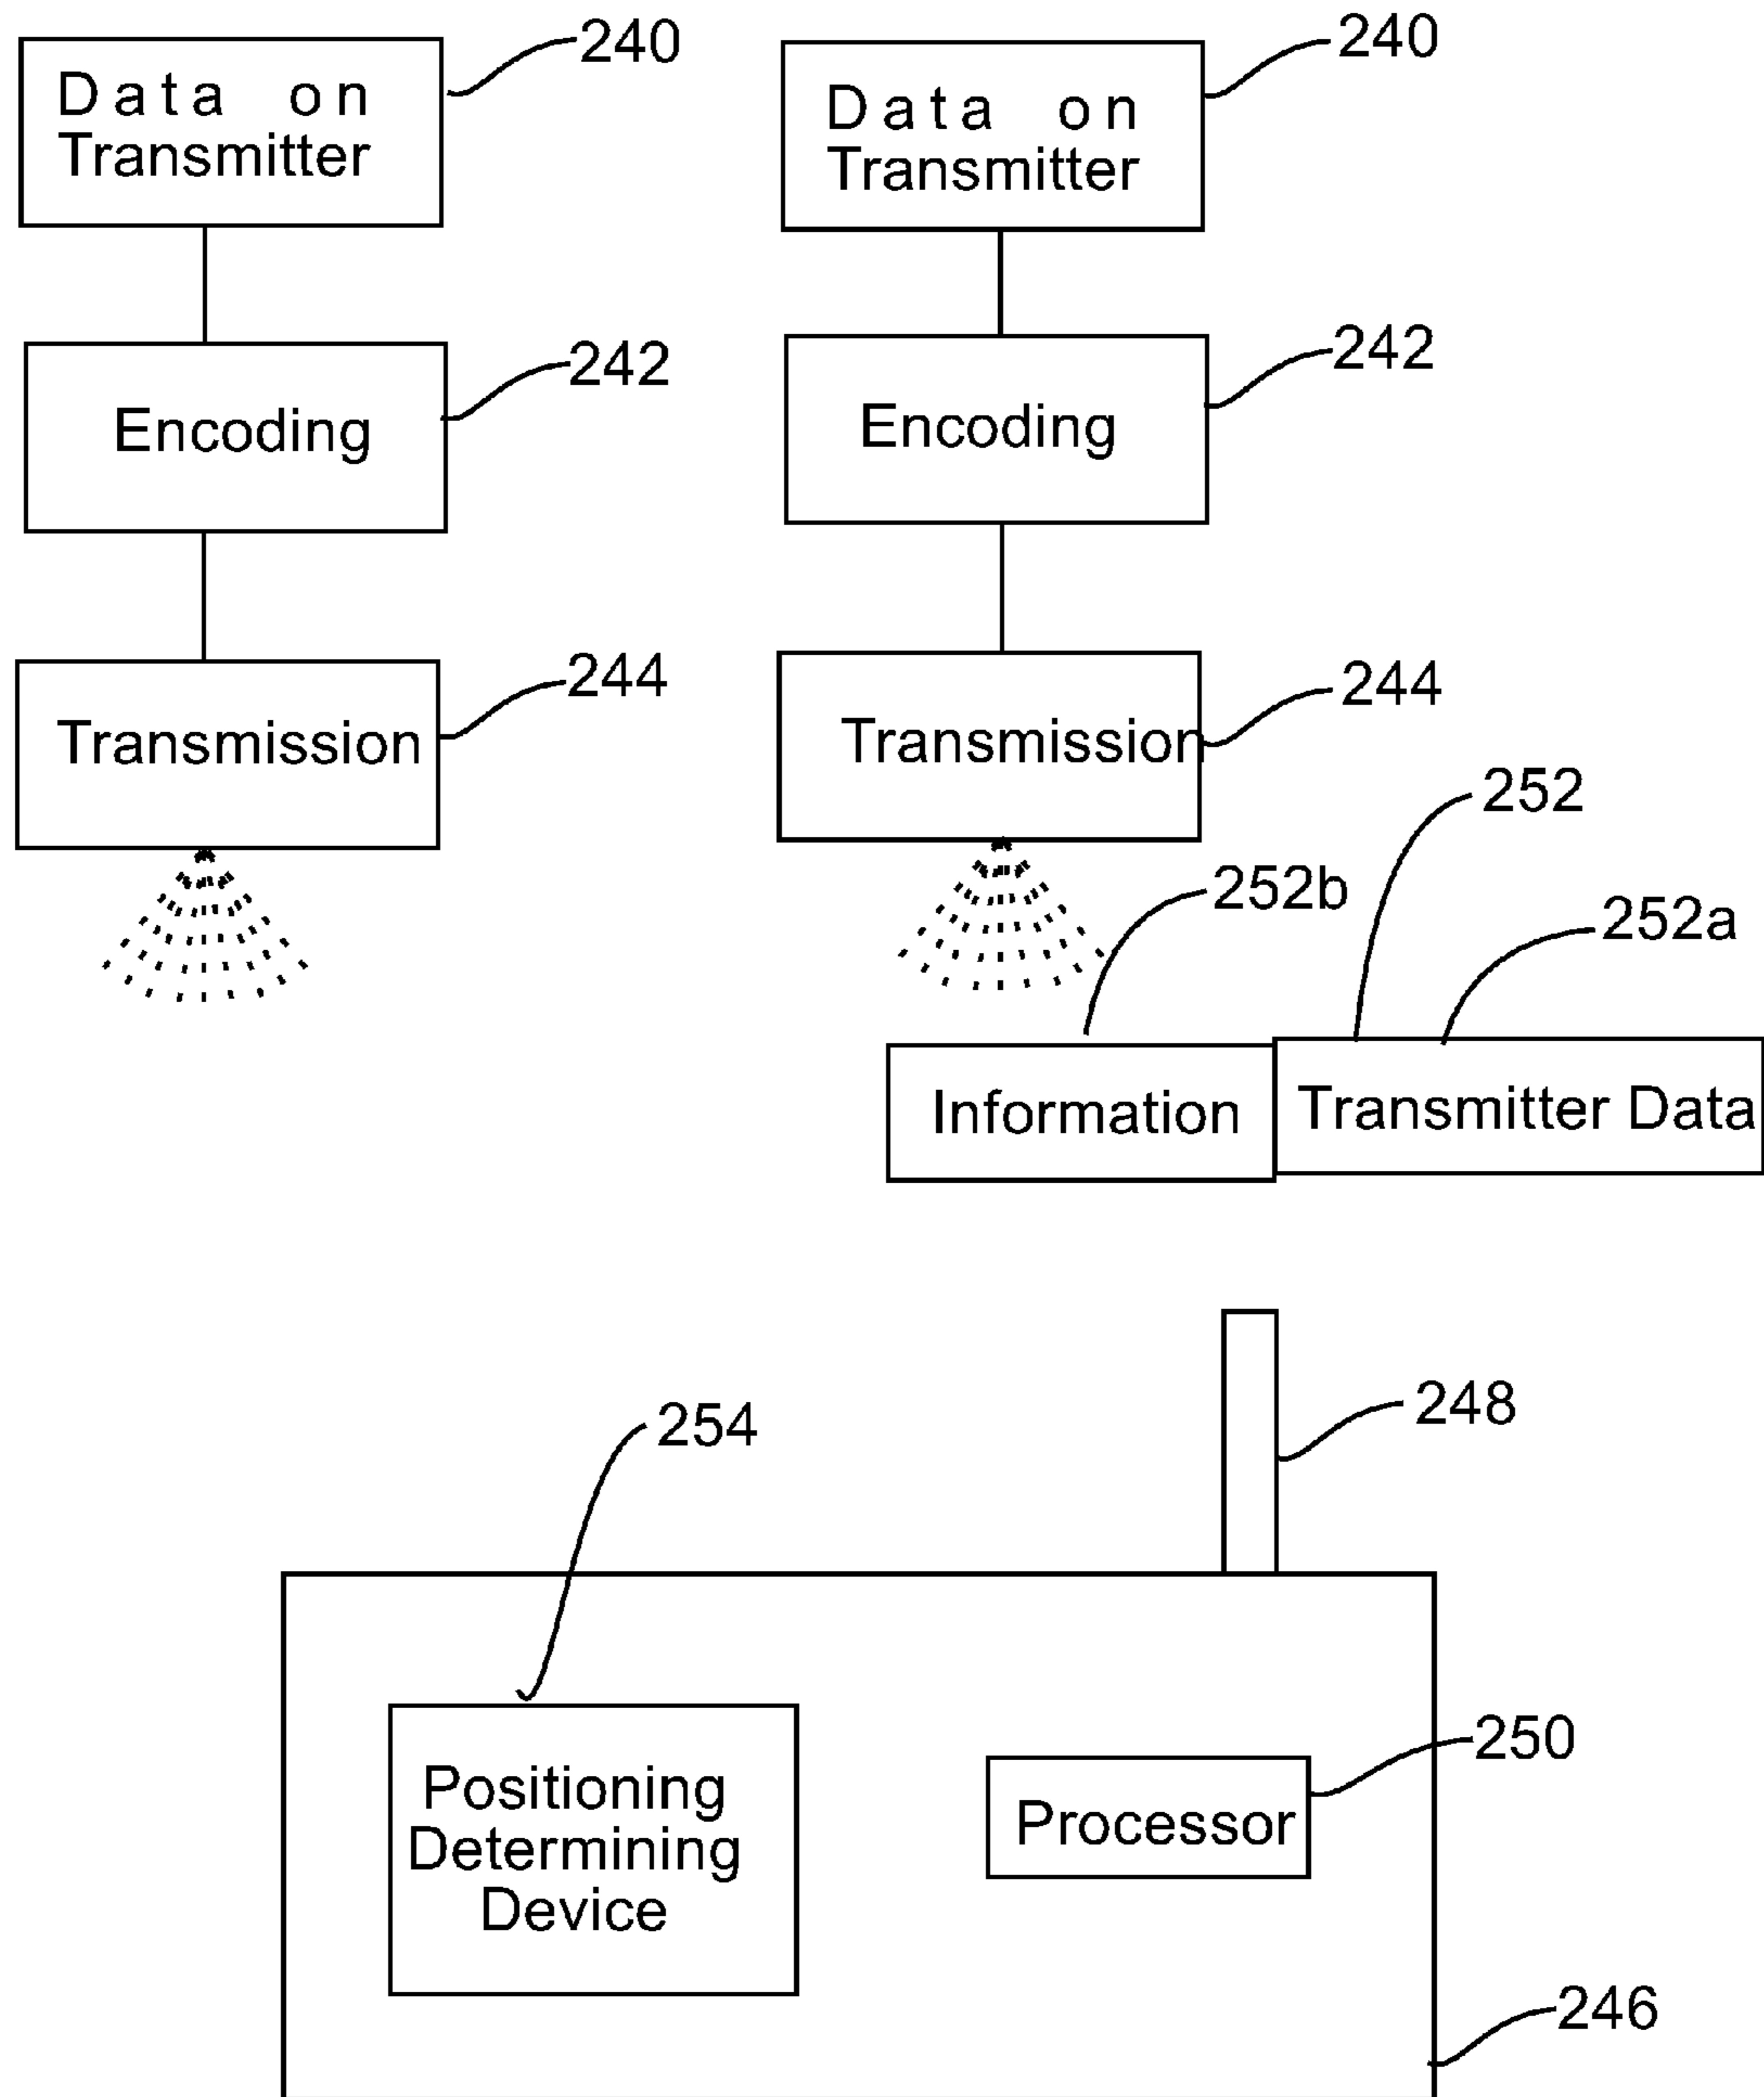 240
Data on
Transmitter
240
Data on
Transmitter
242
Encoding
242
Encoding
244
Transmission
244
Transmission
252
252b
252a
Information
Transmitter Data
248
254
250
Positioning
Determining
Device
Processor
246